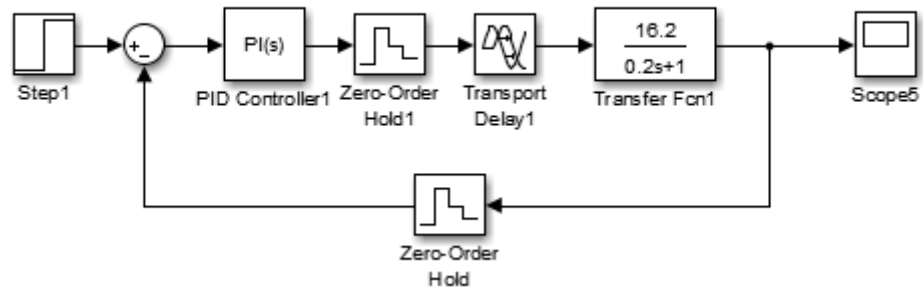 PI(s)
16.2
0.2s+1
Step1
PID Controller1
Zero-Order
Hold1
Transport
Delay1
Transfer Fcn1
Scope5
Zero-Order
Hold